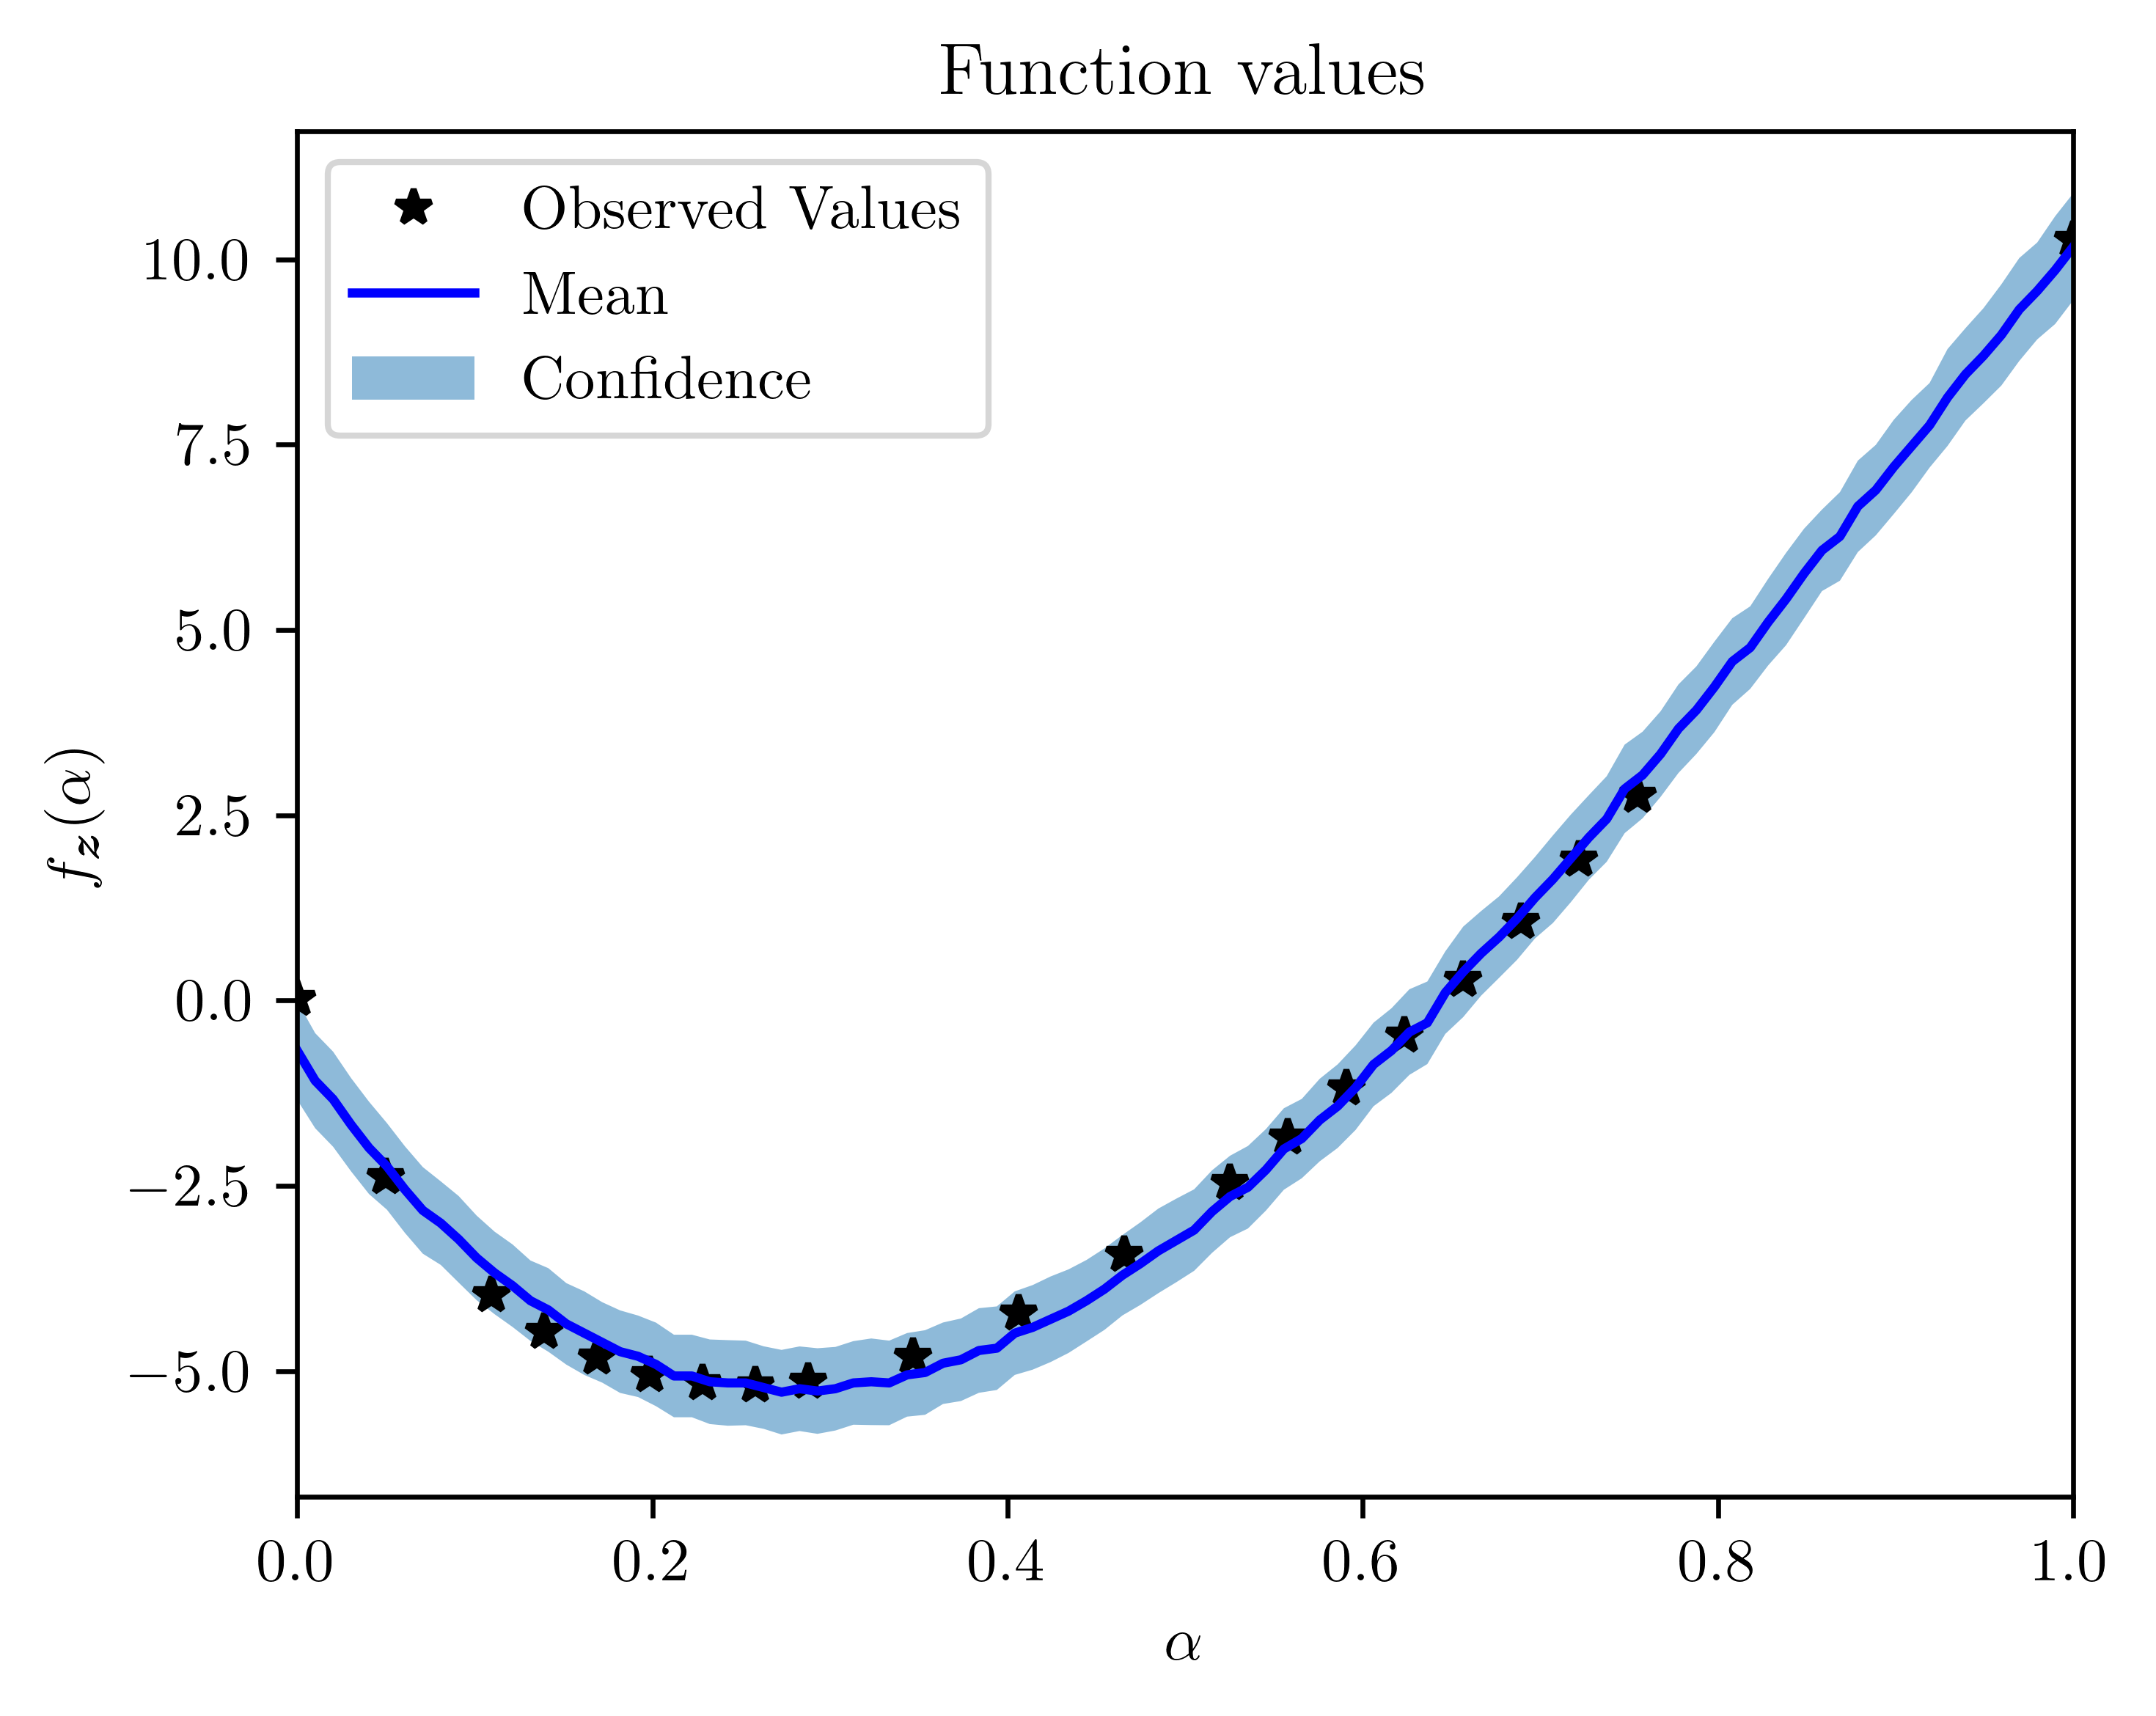 Function values
Observed Values
Mean
Confidence
10.0
7.5
5.0
2.5
0.0
−2.5
−5.0
f_z(α)
0.0 0.2 0.4 0.6 0.8 1.0
α